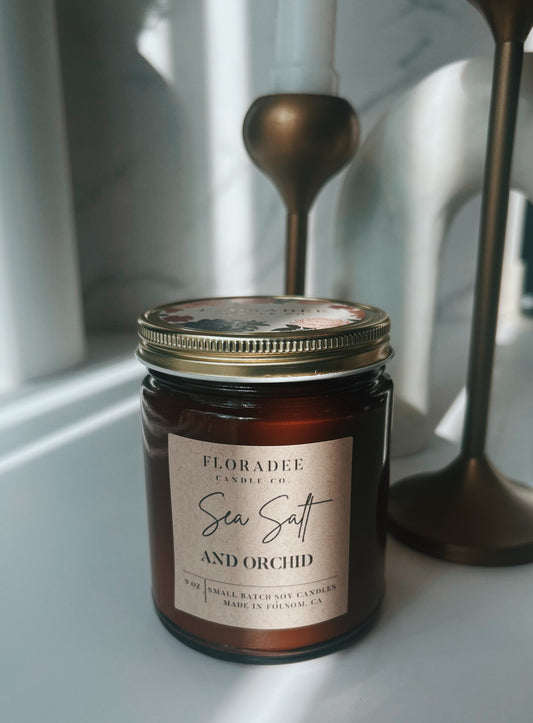 FLORADEE
CANDLE CO.
Sea Salt
AND ORCHID
9 OZ. SMALL BATCH SOY CANDLES
MADE IN FOLSOM, CA